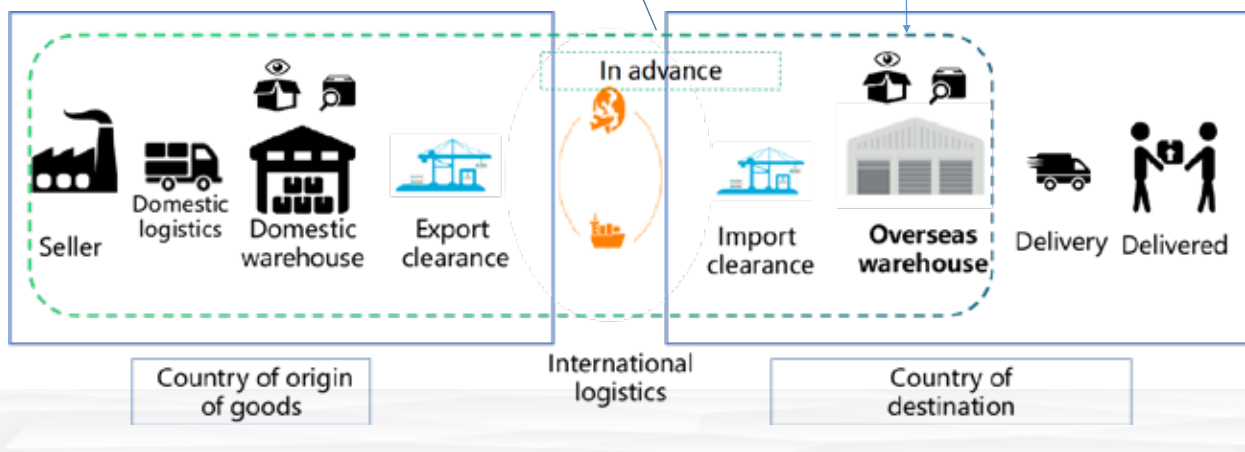 In advance
Seller
Domestic
logistics
Domestic
warehouse
Export
clearance
International
logistics
Import
clearance
Overseas
warehouse
Delivery
Delivered
Country of origin
of goods
Country of
destination